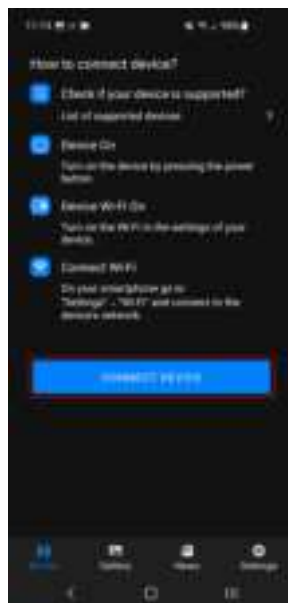 How to connect device?
Check if your device is supported?
List of supported devices
Device On
Turn on the device by pressing the power
button.
Device Wi-Fi On
Turn on the Wi-Fi in the settings of your
device.
Connect Wi-Fi
On your smartphone go to
"Settings" - "Wi-Fi" and connect to the
device's network.
CONNECT DEVICE
Gallery
News
Settings